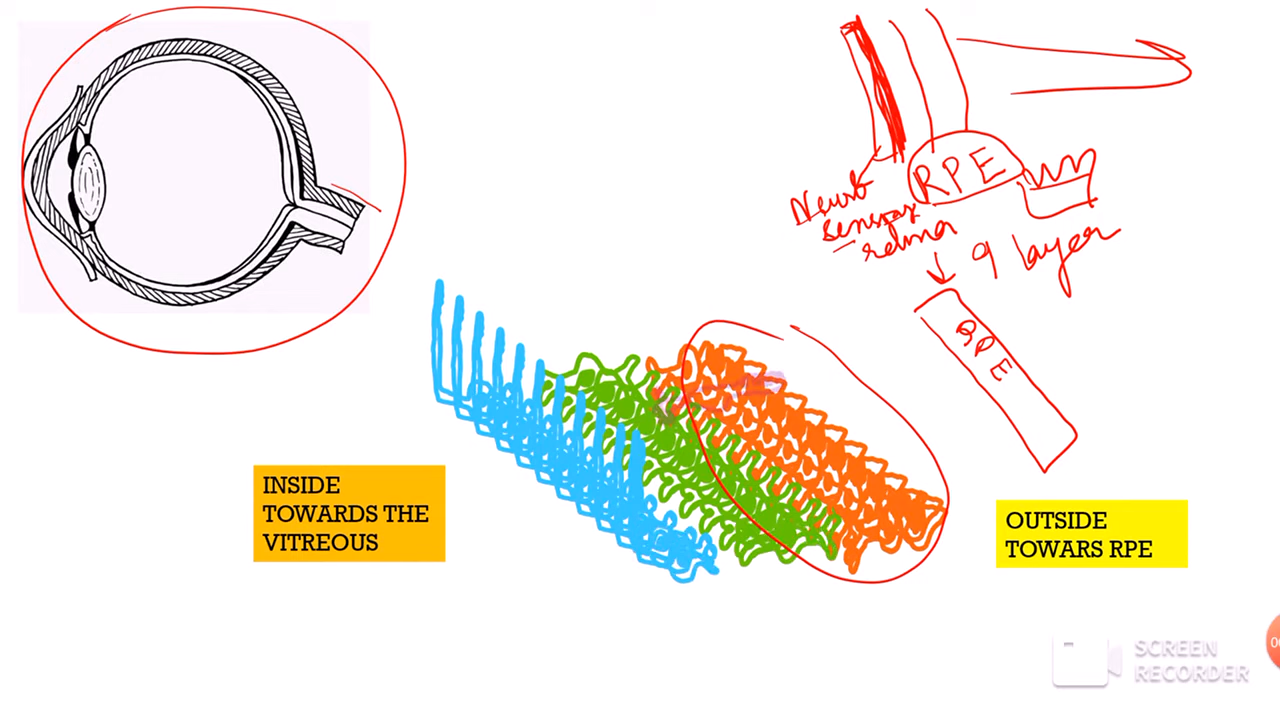 RPE
Neuro
sensory
retina
9 layer
RPE
INSIDE
TOWARDS THE
VITREOUS
OUTSIDE
TOWARS RPE
SCREEN
RECORDER